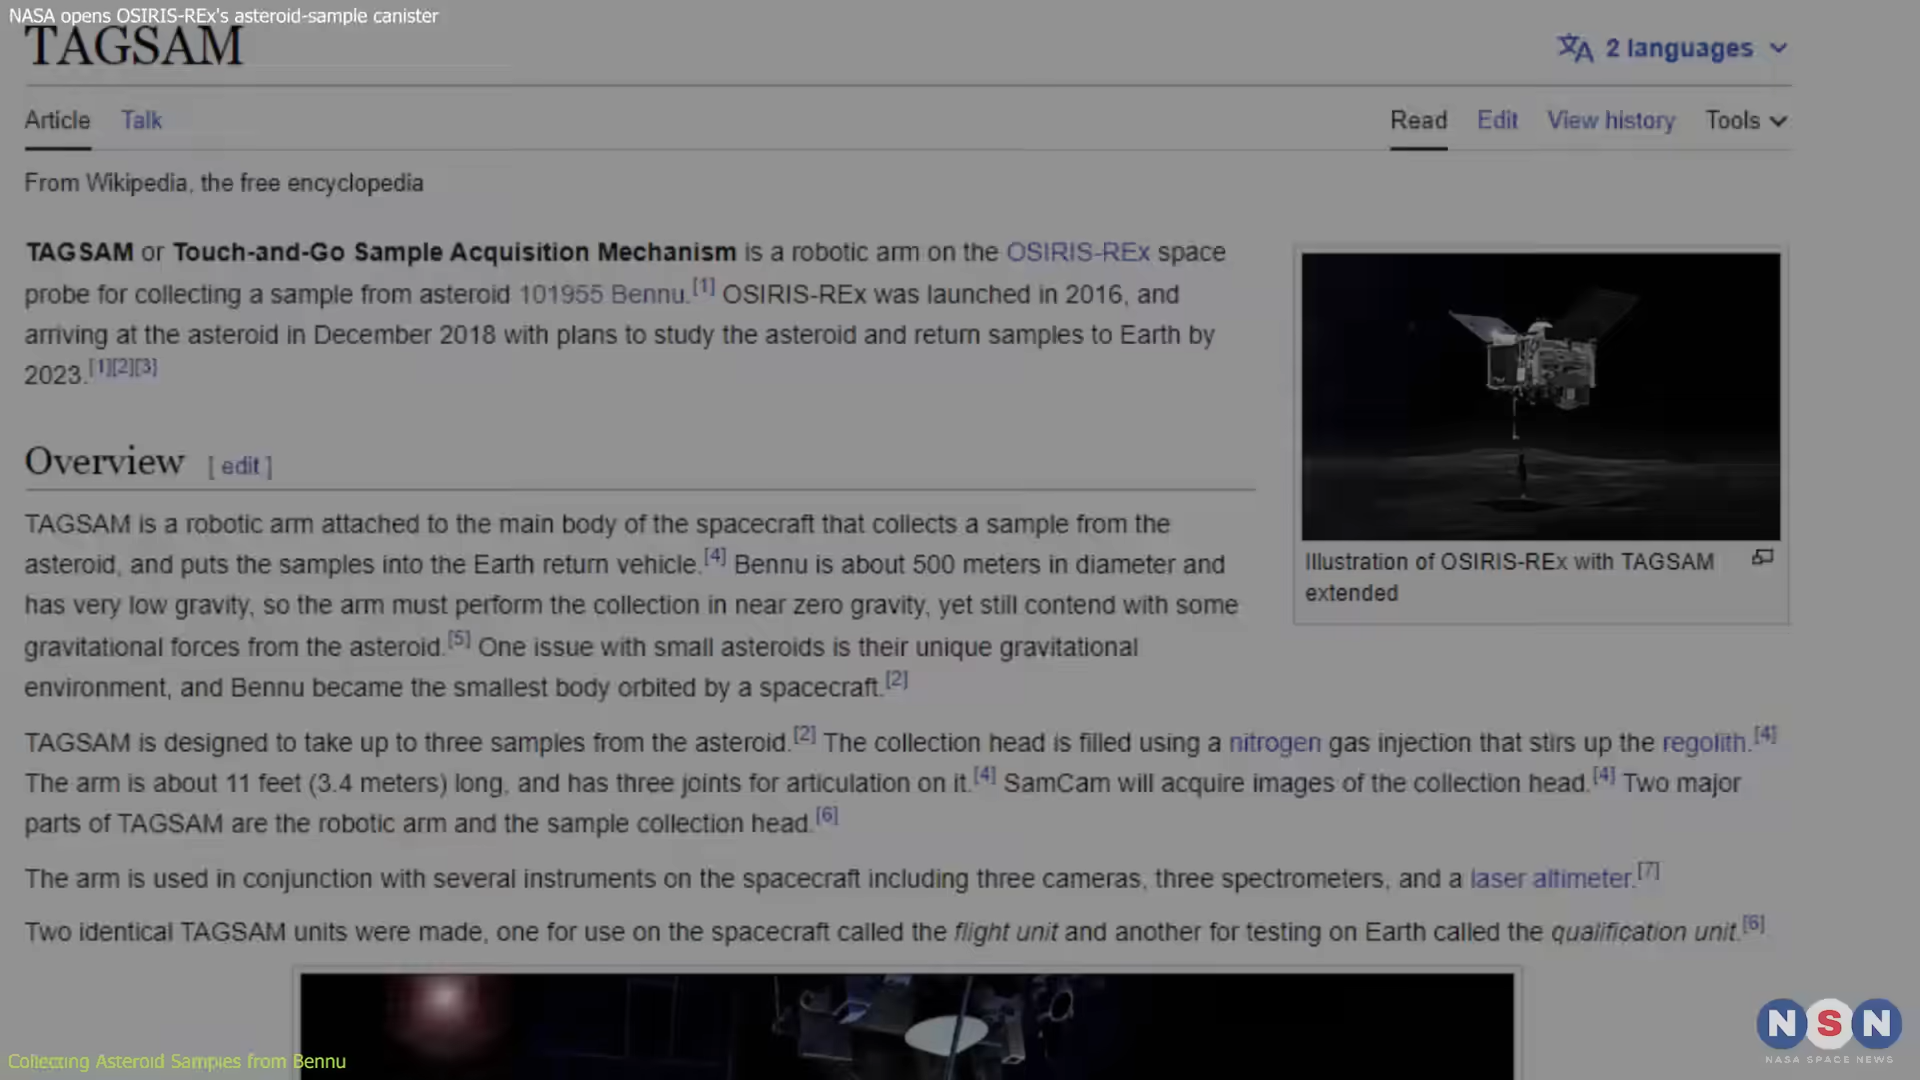 NASA opens OSIRIS-REx's asteroid-sample canister
TAGSAM
2 languages
Article Talk
Read Edit View history Tools
From Wikipedia, the free encyclopedia
TAGSAM or Touch-and-Go Sample Acquisition Mechanism is a robotic arm on the OSIRIS-REx space
probe for collecting a sample from asteroid 101955 Bennu.[1] OSIRIS-REx was launched in 2016, and
arriving at the asteroid in December 2018 with plans to study the asteroid and return samples to Earth by
2023.[1][2][3]
Illustration of OSIRIS-REx with TAGSAM
extended
Overview [ edit ]
TAGSAM is a robotic arm attached to the main body of the spacecraft that collects a sample from the
asteroid, and puts the samples into the Earth return vehicle.[4] Bennu is about 500 meters in diameter and
has very low gravity, so the arm must perform the collection in near zero gravity, yet still contend with some
gravitational forces from the asteroid.[5] One issue with small asteroids is their unique gravitational
environment, and Bennu became the smallest body orbited by a spacecraft.[2]
TAGSAM is designed to take up to three samples from the asteroid.[2] The collection head is filled using a nitrogen gas injection that stirs up the regolith.[4]
The arm is about 11 feet (3.4 meters) long, and has three joints for articulation on it.[4] SamCam will acquire images of the collection head.[4] Two major
parts of TAGSAM are the robotic arm and the sample collection head.[6]
The arm is used in conjunction with several instruments on the spacecraft including three cameras, three spectrometers, and a laser altimeter.[7]
Two identical TAGSAM units were made, one for use on the spacecraft called the flight unit and another for testing on Earth called the qualification unit.[6]
Collecting Asteroid Samples from Bennu
NSN
NASA SPACE NEWS